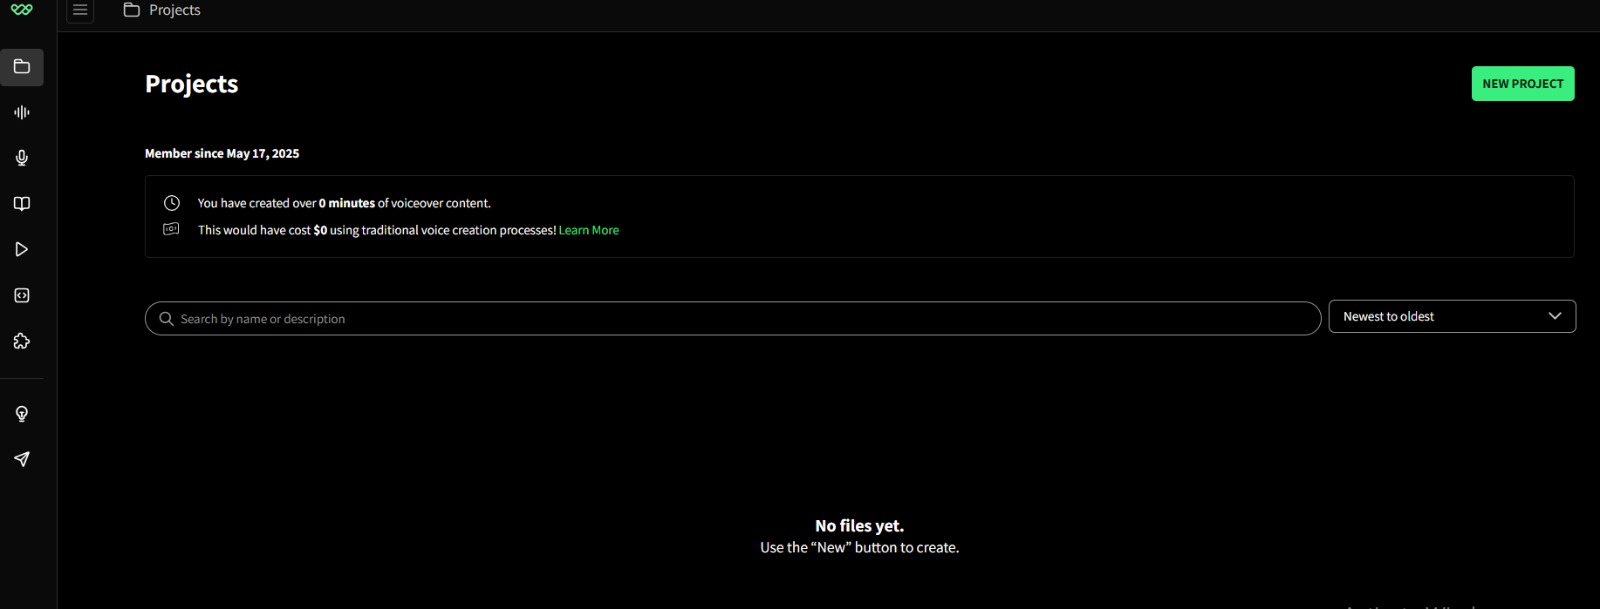 Projects
Projects
NEW PROJECT
Member since May 17, 2025
You have created over 0 minutes of voiceover content.
This would have cost $0 using traditional voice creation processes! Learn More
Search by name or description
Newest to oldest
No files yet.
Use the “New” button to create.